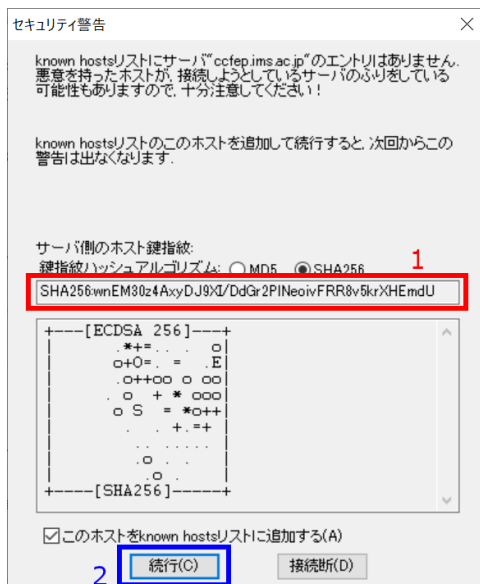 セキュリティ警告
known hostsリストにサーバ"ccfep.ims.ac.jp"のエントリはありません.
悪意を持ったホストが, 接続しようとしているサーバのふりをしている
可能性もありますので, 十分注意してください!
known hostsリストのこのホストを追加して続行すると, 次回からこの
警告は出なくなります.
サーバ側のホスト鍵指紋:
鍵指紋ハッシュアルゴリズム: MD5 SHA256
1
SHA256:wnEM30z4AxyDJ9XI/DdGr2PINeoivFRR8v5krXHEmdU
+---[ECDSA 256]---+
|       .*+=.. .  o|
|       o+O=. =  .E|
|       .o++oo o oo|
|      . o  + * ooo|
|       o S  = *o++|
|        .  . +.=+ |
|         .. ..... |
|         .o .  .  |
|          .o .    |
+----[SHA256]-----+
このホストをknown hostsリストに追加する(A)
2
続行(C) 接続断(D)